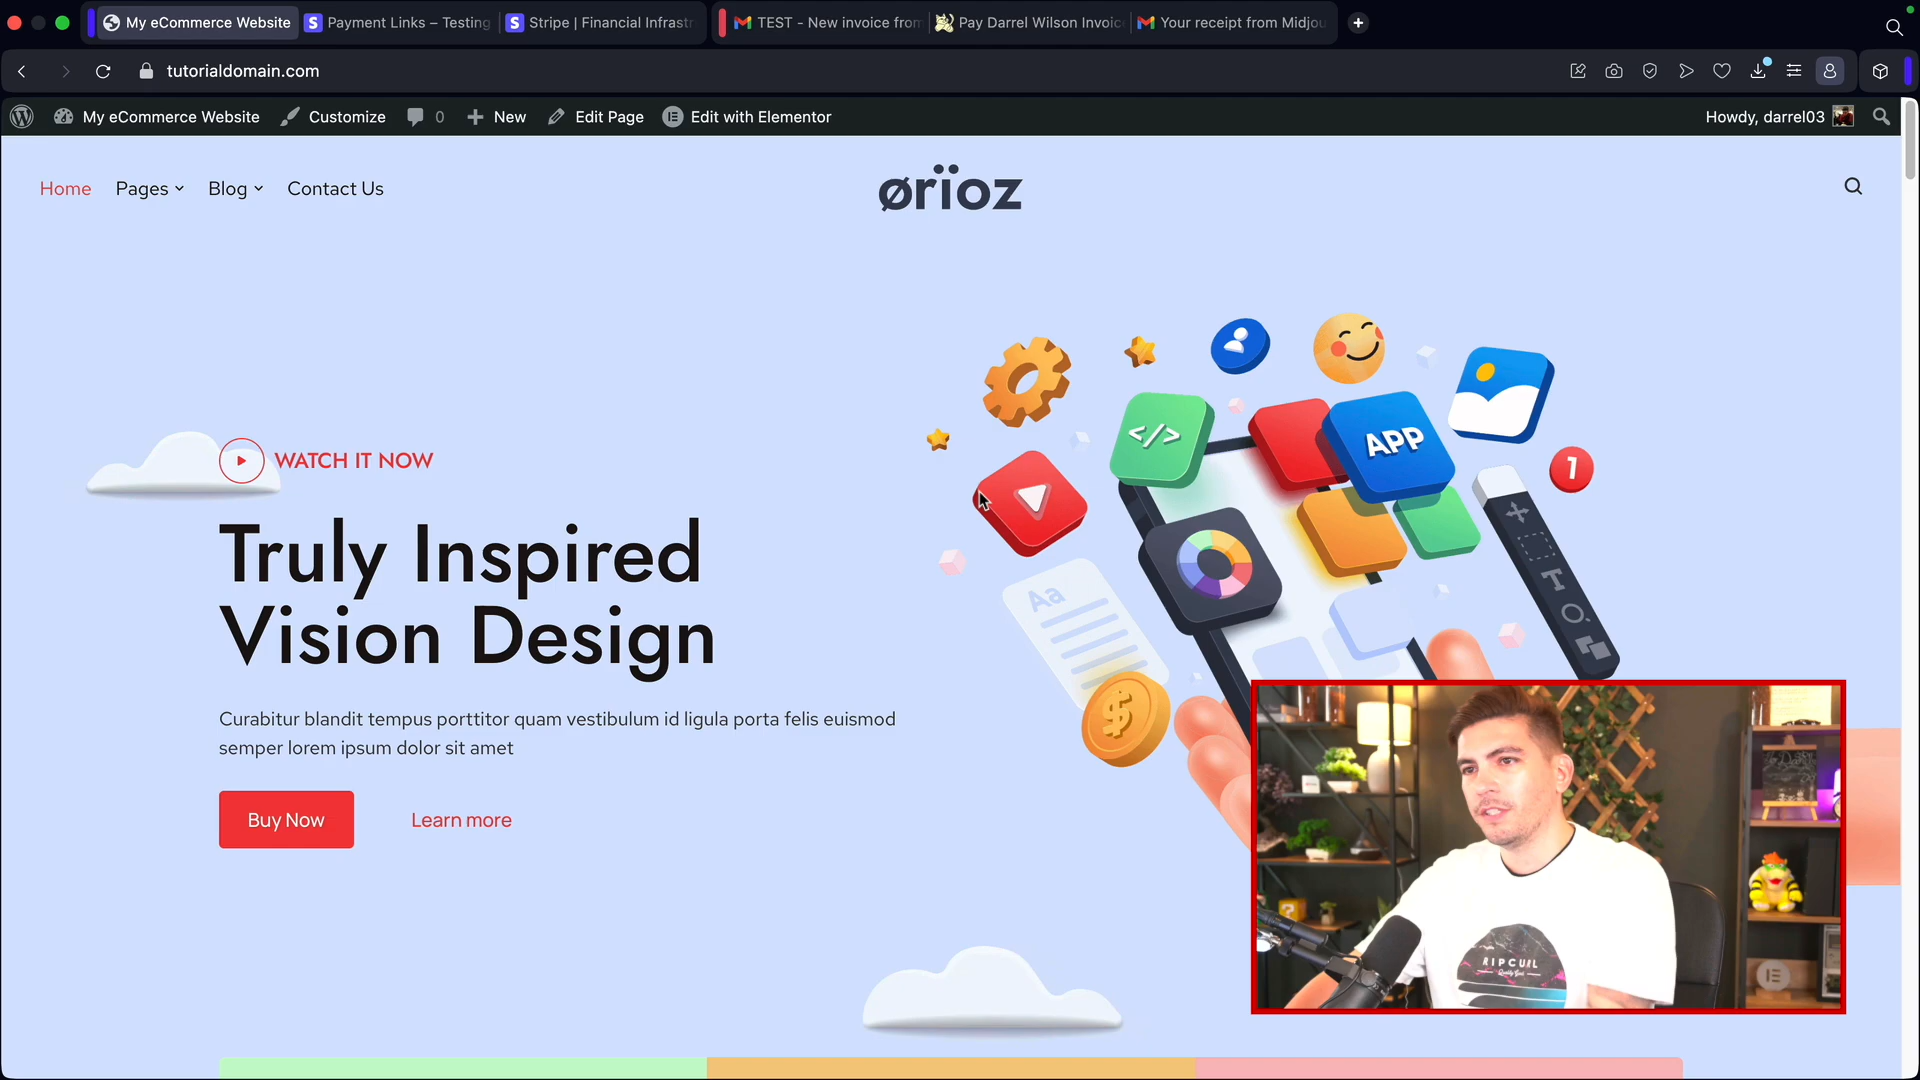 My eCommerce Website
Payment Links – Testing
Stripe | Financial Infrastr
TEST - New invoice from
Pay Darrel Wilson Invoic
Your receipt from Midjou
tutorialdomain.com
My eCommerce Website
Customize
0
New
Edit Page
Edit with Elementor
Howdy, darrel03
Home
Pages
Blog
Contact Us
ørïoz
WATCH IT NOW
Truly Inspired
Vision Design
Curabitur blandit tempus porttitor quam vestibulum id ligula porta felis euismod
semper lorem ipsum dolor sit amet
Buy Now
Learn more
</>
APP
1
Aa
$
T
RIPCURL